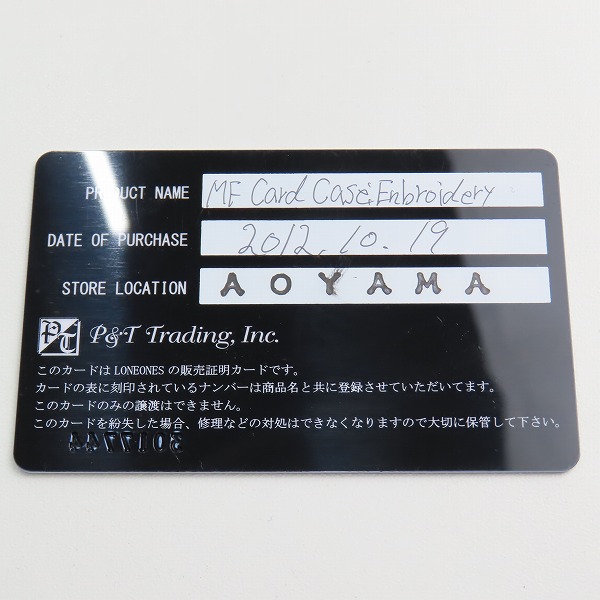 PRODUCT NAME MF Card Case:Enbroidery
DATE OF PURCHASE 2012.10.19
STORE LOCATION AOYAMA
PT P&T Trading, Inc.
このカードは LONEONES の販売証明カードです。
カードの表に刻印されているナンバーは商品名と共に登録させていただいてます。
このカードのみの譲渡はできません。
このカードを紛失した場合、修理などの対処はできなくなりますので大切に保管して下さい。